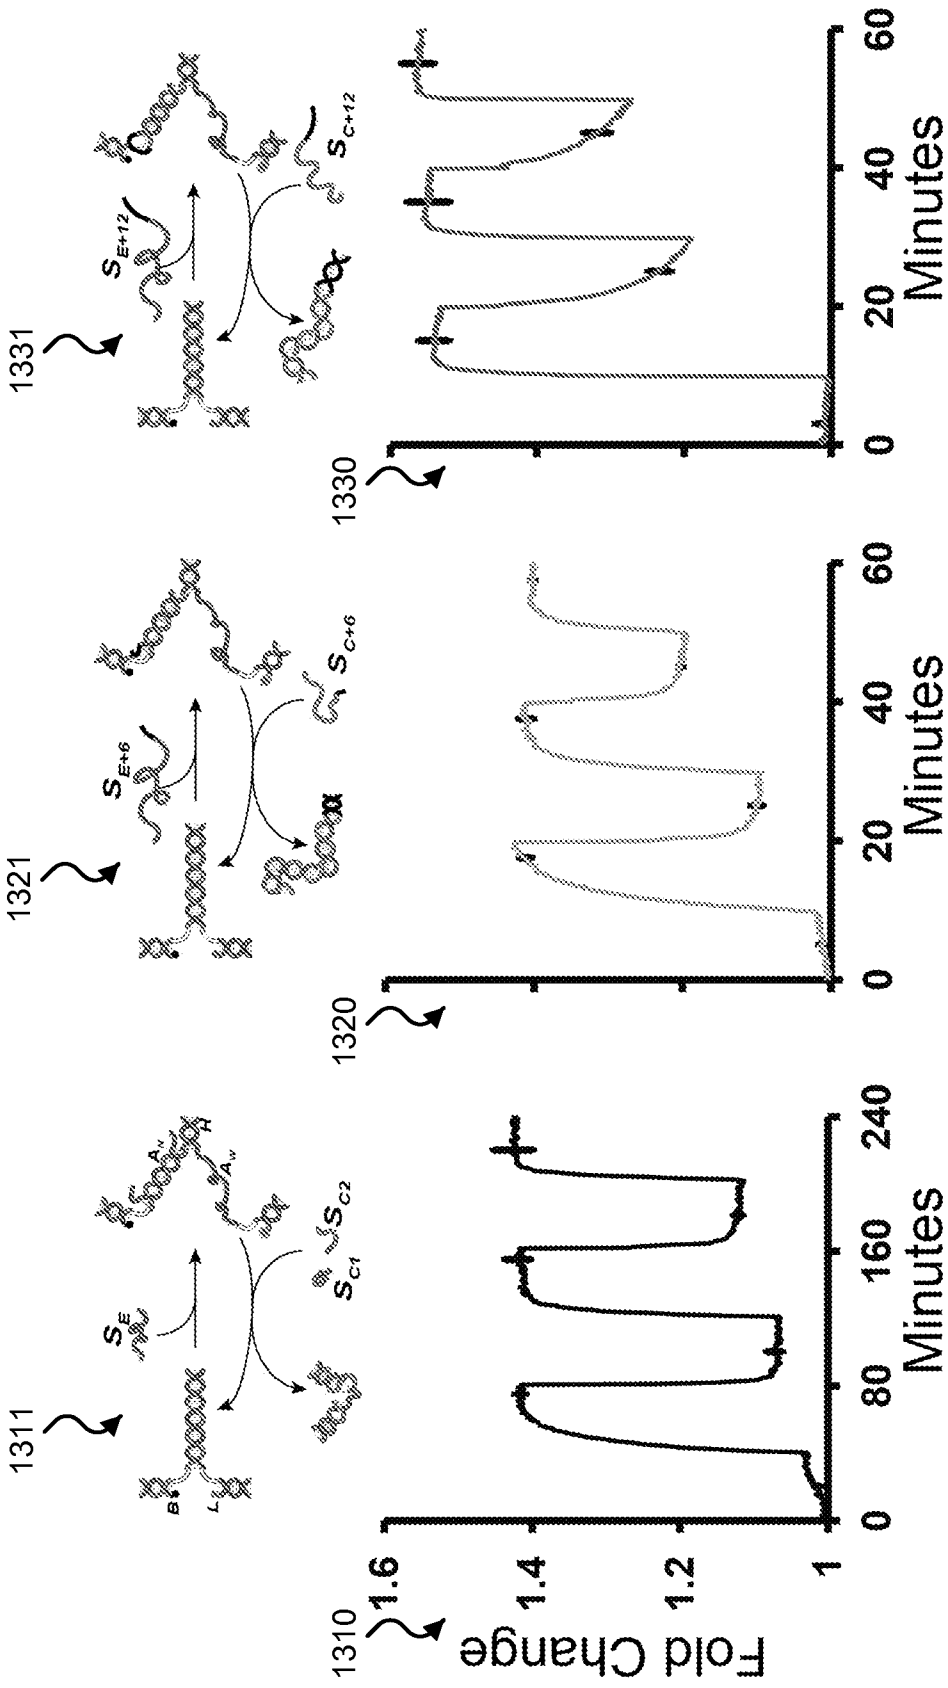 1311
1321
1331
S_E
S_E+6
S_E+12
B
L
A_N
A_W
H
S_C1
S_C2
S_C+6
S_C+12
1310
1320
1330
Fold Change
1.6
1.4
1.2
1
0
80
160
240
Minutes
0
20
40
60
Minutes
0
20
40
60
Minutes